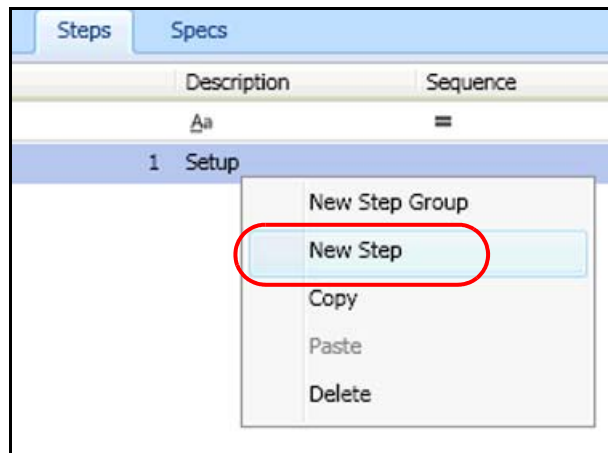 Steps Specs
Description Sequence
Aa =
1 Setup
New Step Group
New Step
Copy
Paste
Delete